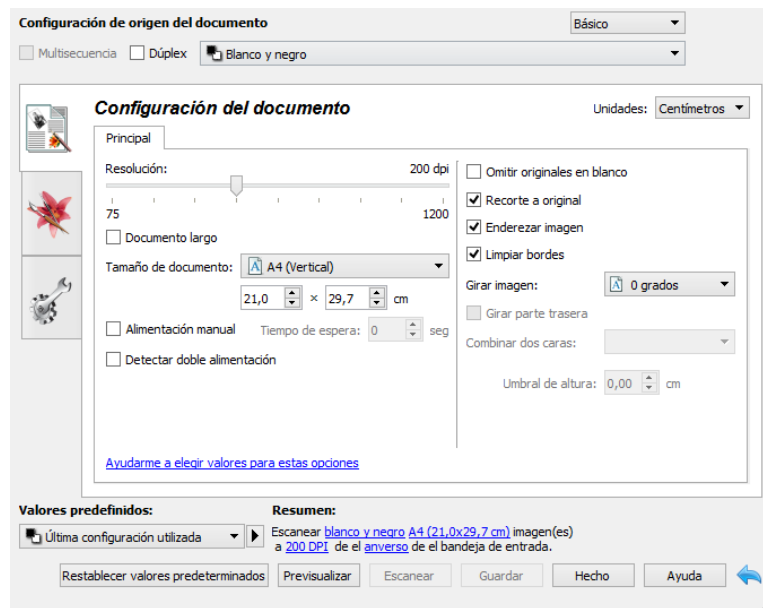 Configuración de origen del documento
Básico
Multisecuencia
Dúplex
Blanco y negro
Configuración del documento
Unidades: Centímetros
Principal
Resolución: 200 dpi
75 1200
Documento largo
Tamaño de documento: A4 (Vertical)
21,0 × 29,7 cm
Alimentación manual Tiempo de espera: 0 seg
Detectar doble alimentación
Ayudarme a elegir valores para estas opciones
Omitir originales en blanco
Recorte a original
Enderezar imagen
Limpiar bordes
Girar imagen: 0 grados
Girar parte trasera
Combinar dos caras:
Umbral de altura: 0,00 cm
Valores predefinidos:
Última configuración utilizada
Resumen:
Escanear blanco y negro A4 (21,0x29,7 cm) imagen(es)
a 200 DPI de el anverso de el bandeja de entrada.
Restablecer valores predeterminados Previsualizar Escanear Guardar Hecho Ayuda